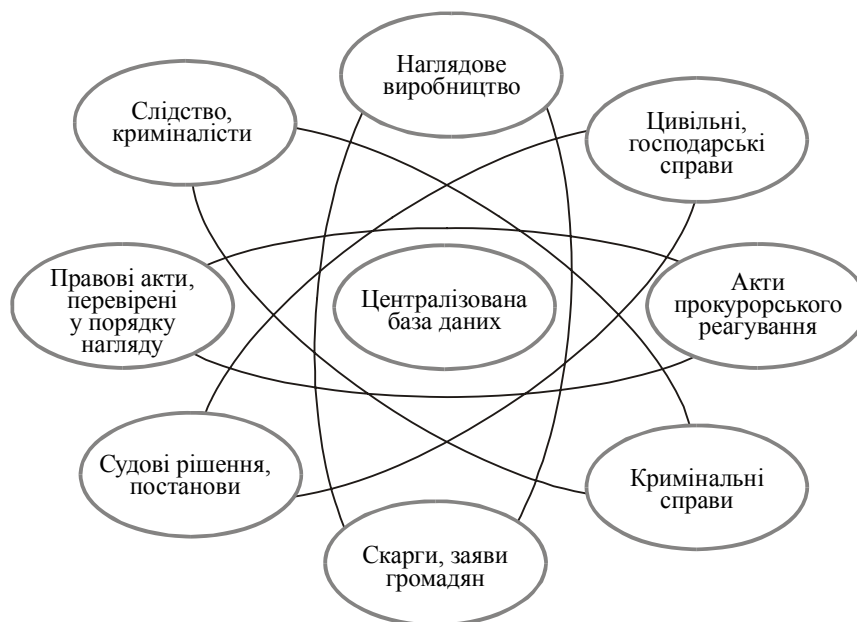 Наглядове
виробництво
Слідство,
криміналісти
Цивільні,
господарські
справи
Правові акти,
перевірені
у порядку
нагляду
Централізована
база даних
Акти
прокурорського
реагування
Судові рішення,
постанови
Кримінальні
справи
Скарги, заяви
громадян